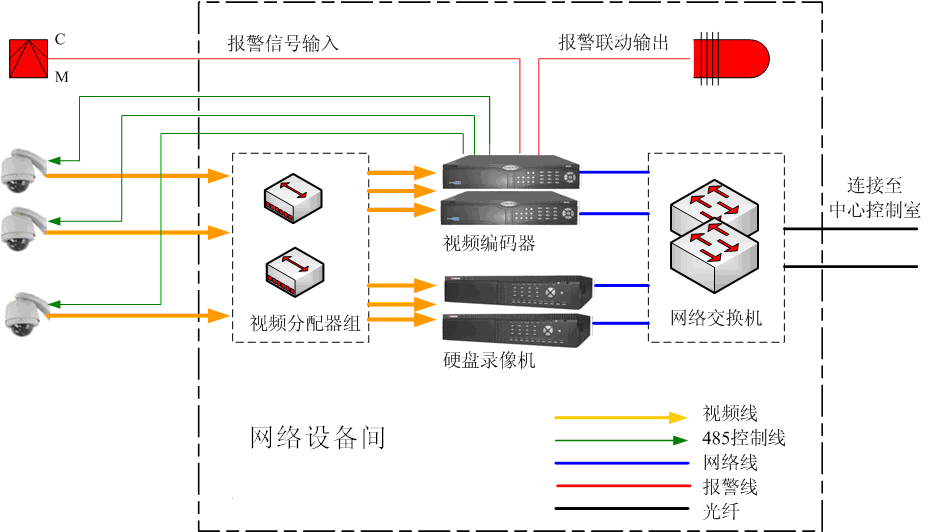 C
M
报警信号输入
报警联动输出
视频编码器
连接至
中心控制室
视频分配器组
网络交换机
硬盘录像机
网络设备间
视频线
485控制线
网络线
报警线
光纤